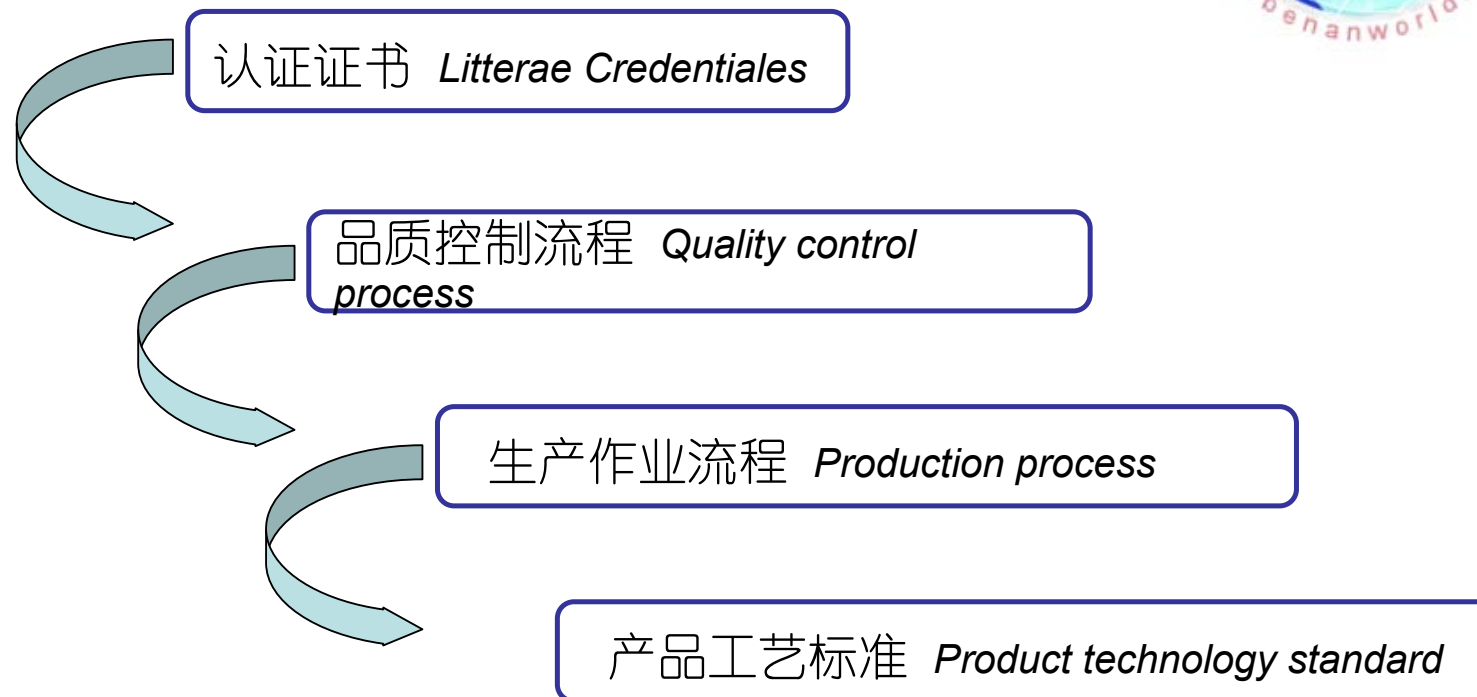 benanworld
认证证书 Litterae Credentiales
品质控制流程 Quality control
process
生产作业流程 Production process
产品工艺标准 Product technology standard